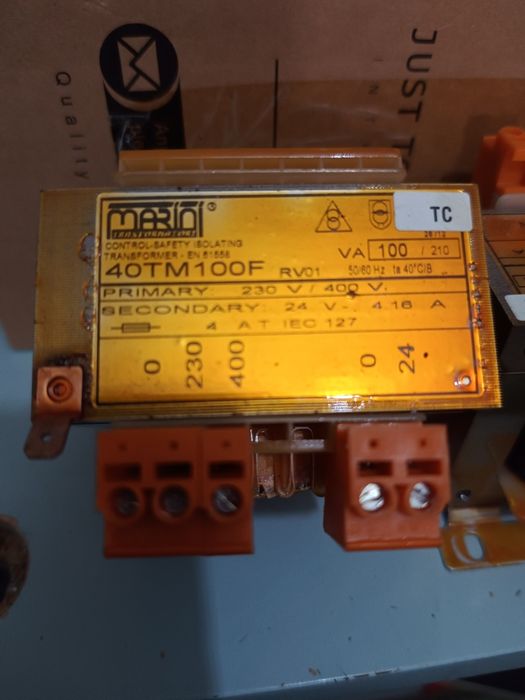 JUST T
Quality
MARINI®
TRASFORMATORI
CONTROL-SAFETY ISOLATING
TRANSFORMER - EN 61558
40TM100F RV01
TC
VA 100 / 210
50/60 Hz ta 40°C/B
PRIMARY: 230 V / 400 V.
SECONDARY: 24 V~, 4.16 A
4 A T IEC 127
0 230 400 0 24